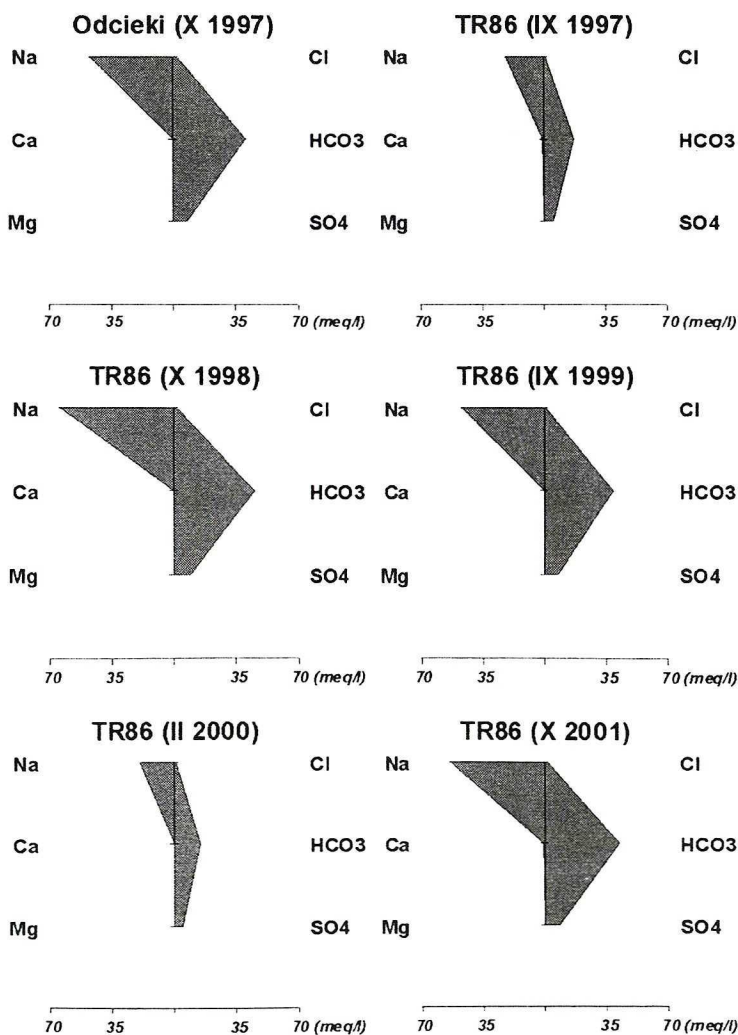 Odcieki (X 1997)
Na Cl
Ca HCO3
Mg SO4
70 35 35 70 (meq/l)
TR86 (IX 1997)
Na Cl
Ca HCO3
Mg SO4
70 35 35 70 (meq/l)
TR86 (X 1998)
Na Cl
Ca HCO3
Mg SO4
70 35 35 70 (meq/l)
TR86 (IX 1999)
Na Cl
Ca HCO3
Mg SO4
70 35 35 70 (meq/l)
TR86 (II 2000)
Na Cl
Ca HCO3
Mg SO4
70 35 35 70 (meq/l)
TR86 (X 2001)
Na Cl
Ca HCO3
Mg SO4
70 35 35 70 (meq/l)